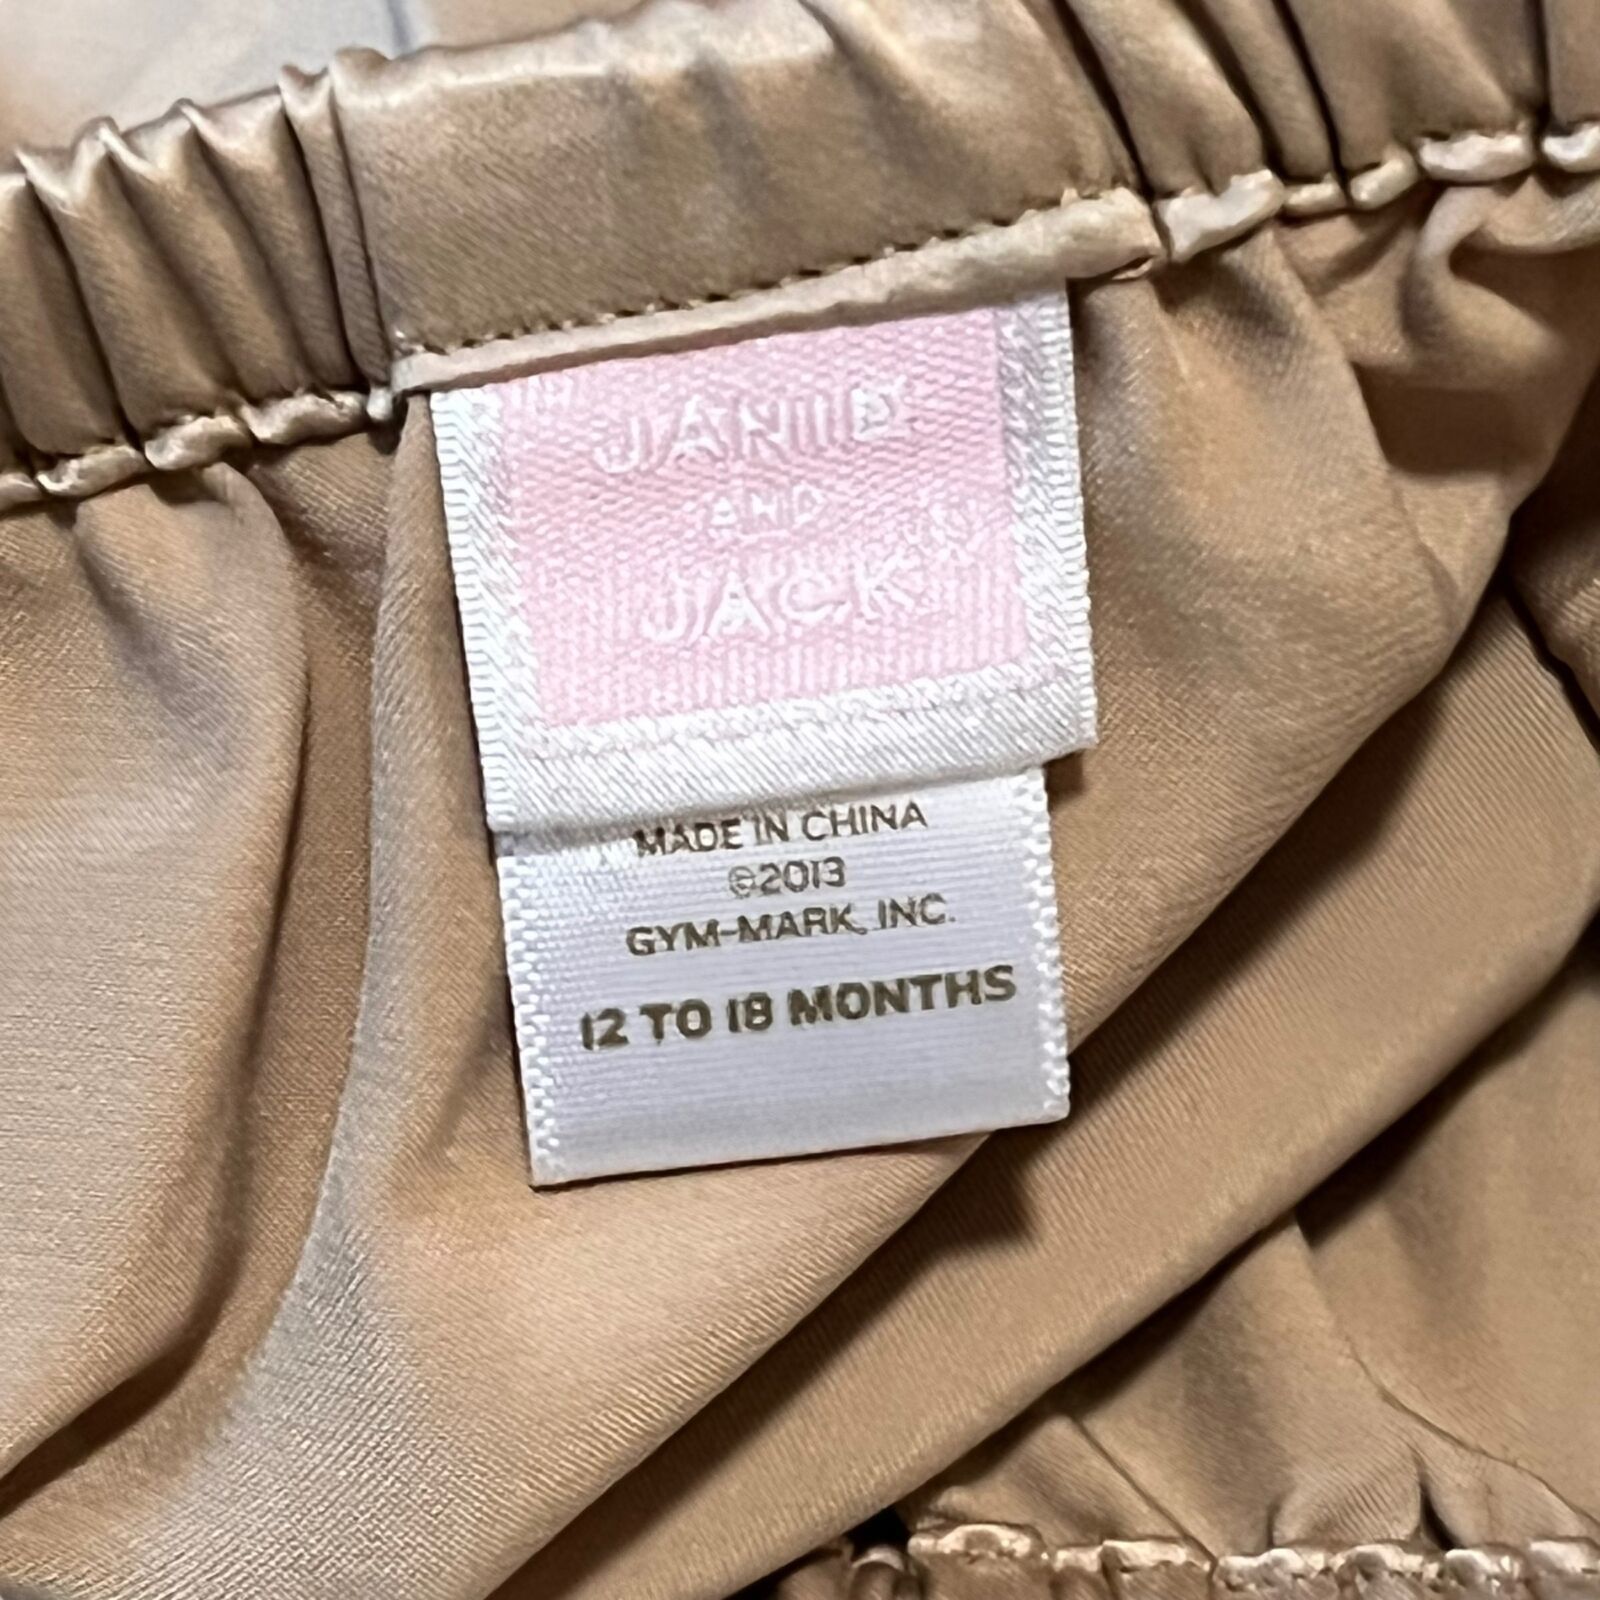 JANIE
AND
JACK
MADE IN CHINA
©2013
GYM-MARK, INC.
12 TO 18 MONTHS